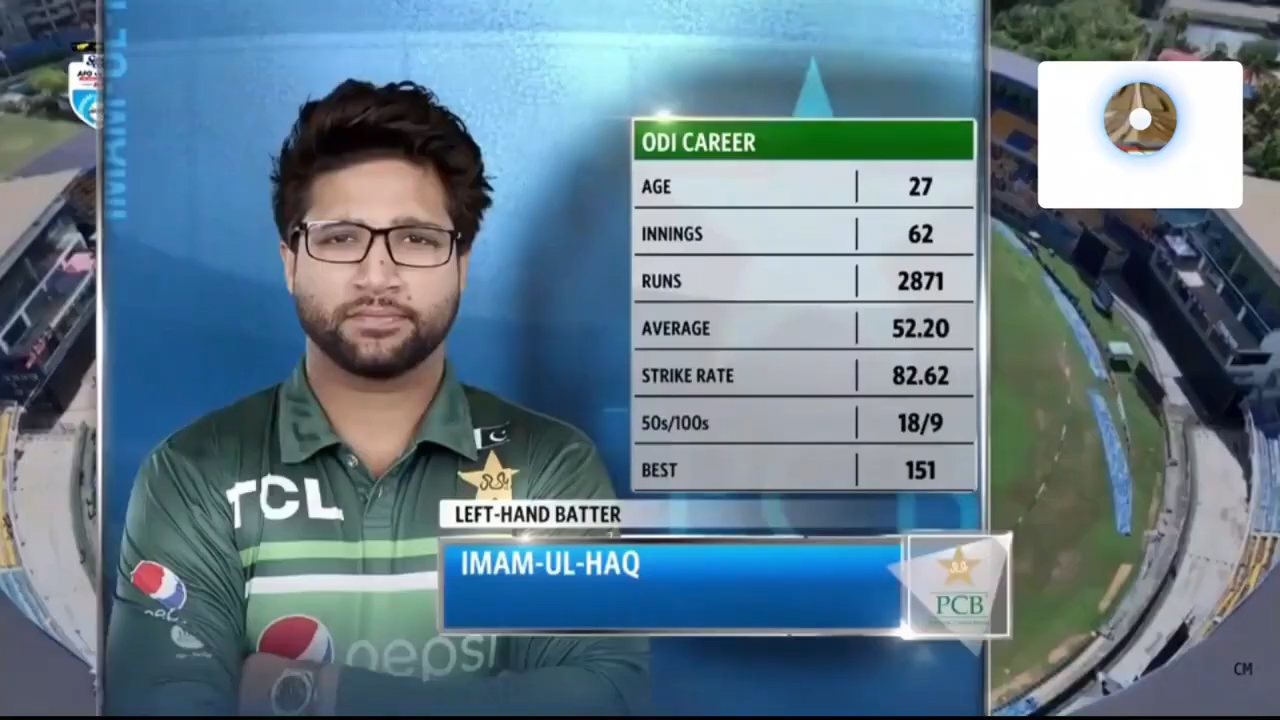 ODI CAREER
AGE 27
INNINGS 62
RUNS 2871
AVERAGE 52.20
STRIKE RATE 82.62
50s/100s 18/9
BEST 151
LEFT-HAND BATTER
IMAM-UL-HAQ
PCB
TCL
pepsi
CM